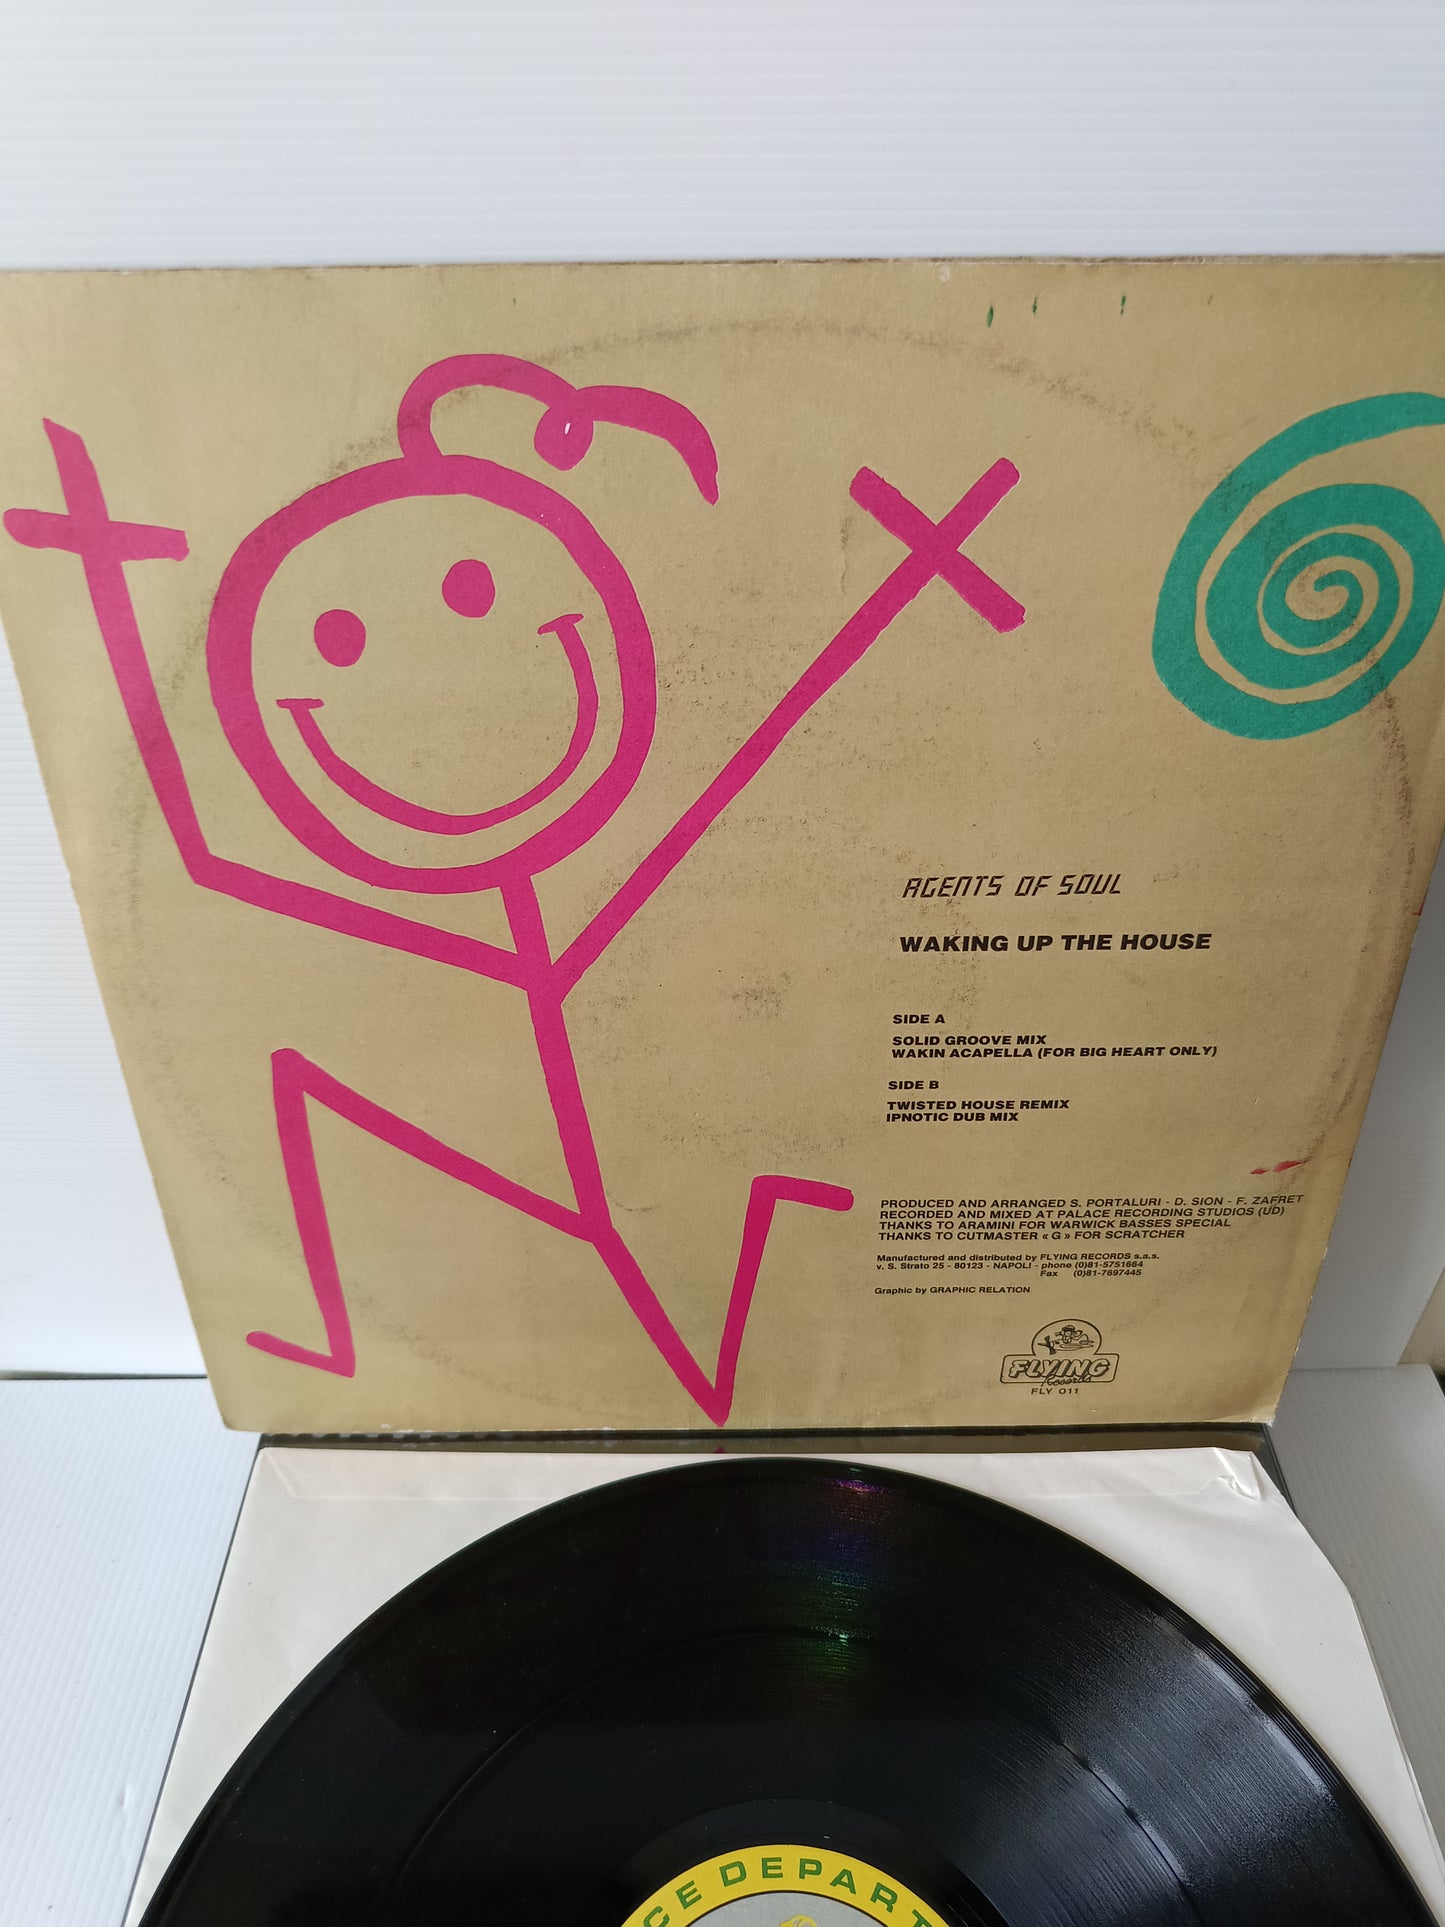 AGENTS OF SOUL
WAKING UP THE HOUSE
SIDE A
SOLID GROOVE MIX
WAKIN ACAPELLA (FOR BIG HEART ONLY)
SIDE B
TWISTED HOUSE REMIX
IPNOTIC DUB MIX
PRODUCED AND ARRANGED S. PORTALURI - D. SION - F. ZAFRET
RECORDED AND MIXED AT PALACE RECORDING STUDIOS (UD)
THANKS TO ARAMINI FOR WARWICK BASSES SPECIAL
THANKS TO CUTMASTER « G » FOR SCRATCHER
Manufactured and distributed by FLYING RECORDS s.a.s.
v. S. Strato 25 - 80123 - NAPOLI - phone (0)81-5751664
Fax (0)81-7697445
Graphic by GRAPHIC RELATION
FLYING
Records
FLY 011
CE DEPART